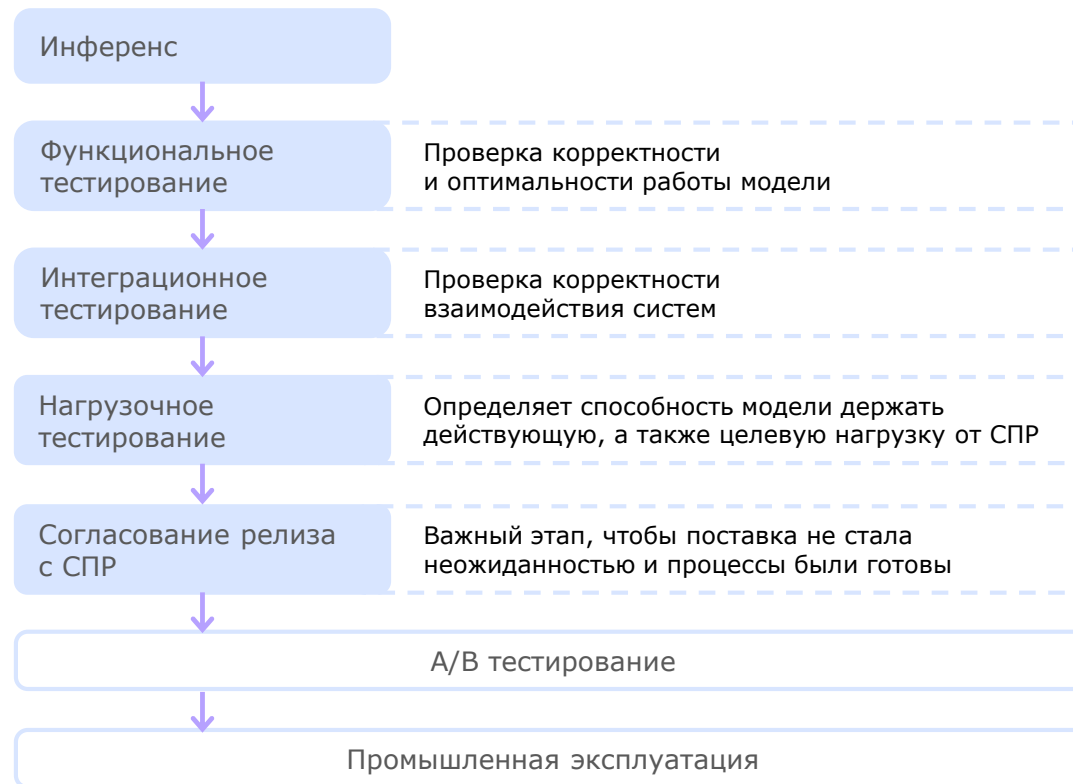 Инференс
Функциональное
тестирование
Проверка корректности
и оптимальности работы модели
Интеграционное
тестирование
Проверка корректности
взаимодействия систем
Нагрузочное
тестирование
Определяет способность модели держать
действующую, а также целевую нагрузку от СПР
Согласование релиза
с СПР
Важный этап, чтобы поставка не стала
неожиданностью и процессы были готовы
A/B тестирование
Промышленная эксплуатация